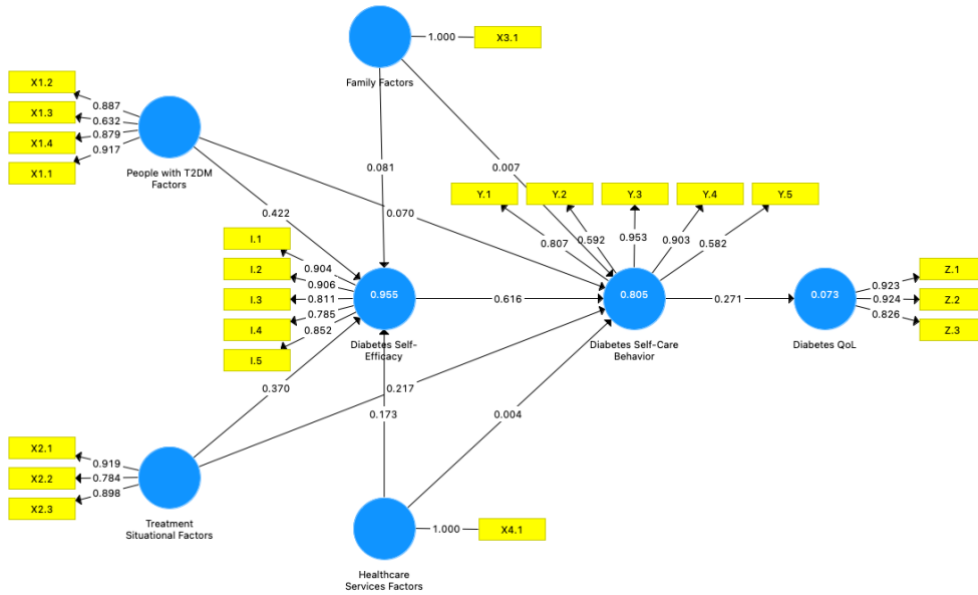 1.000
X3.1
Family Factors
X1.2
X1.3
X1.4
X1.1
0.887
0.632
0.879
0.917
People with T2DM
Factors
0.081
0.007
0.070
0.422
Y.1
Y.2
Y.3
Y.4
Y.5
0.807
0.592
0.953
0.903
0.582
I.1
I.2
I.3
I.4
I.5
0.904
0.906
0.811
0.785
0.852
0.955
Diabetes Self-
Efficacy
0.616
0.805
Diabetes Self-Care
Behavior
0.271
0.073
Diabetes QoL
0.923
0.924
0.826
Z.1
Z.2
Z.3
0.370
0.217
0.173
0.004
X2.1
X2.2
X2.3
0.919
0.784
0.898
Treatment
Situational Factors
1.000
X4.1
Healthcare
Services Factors